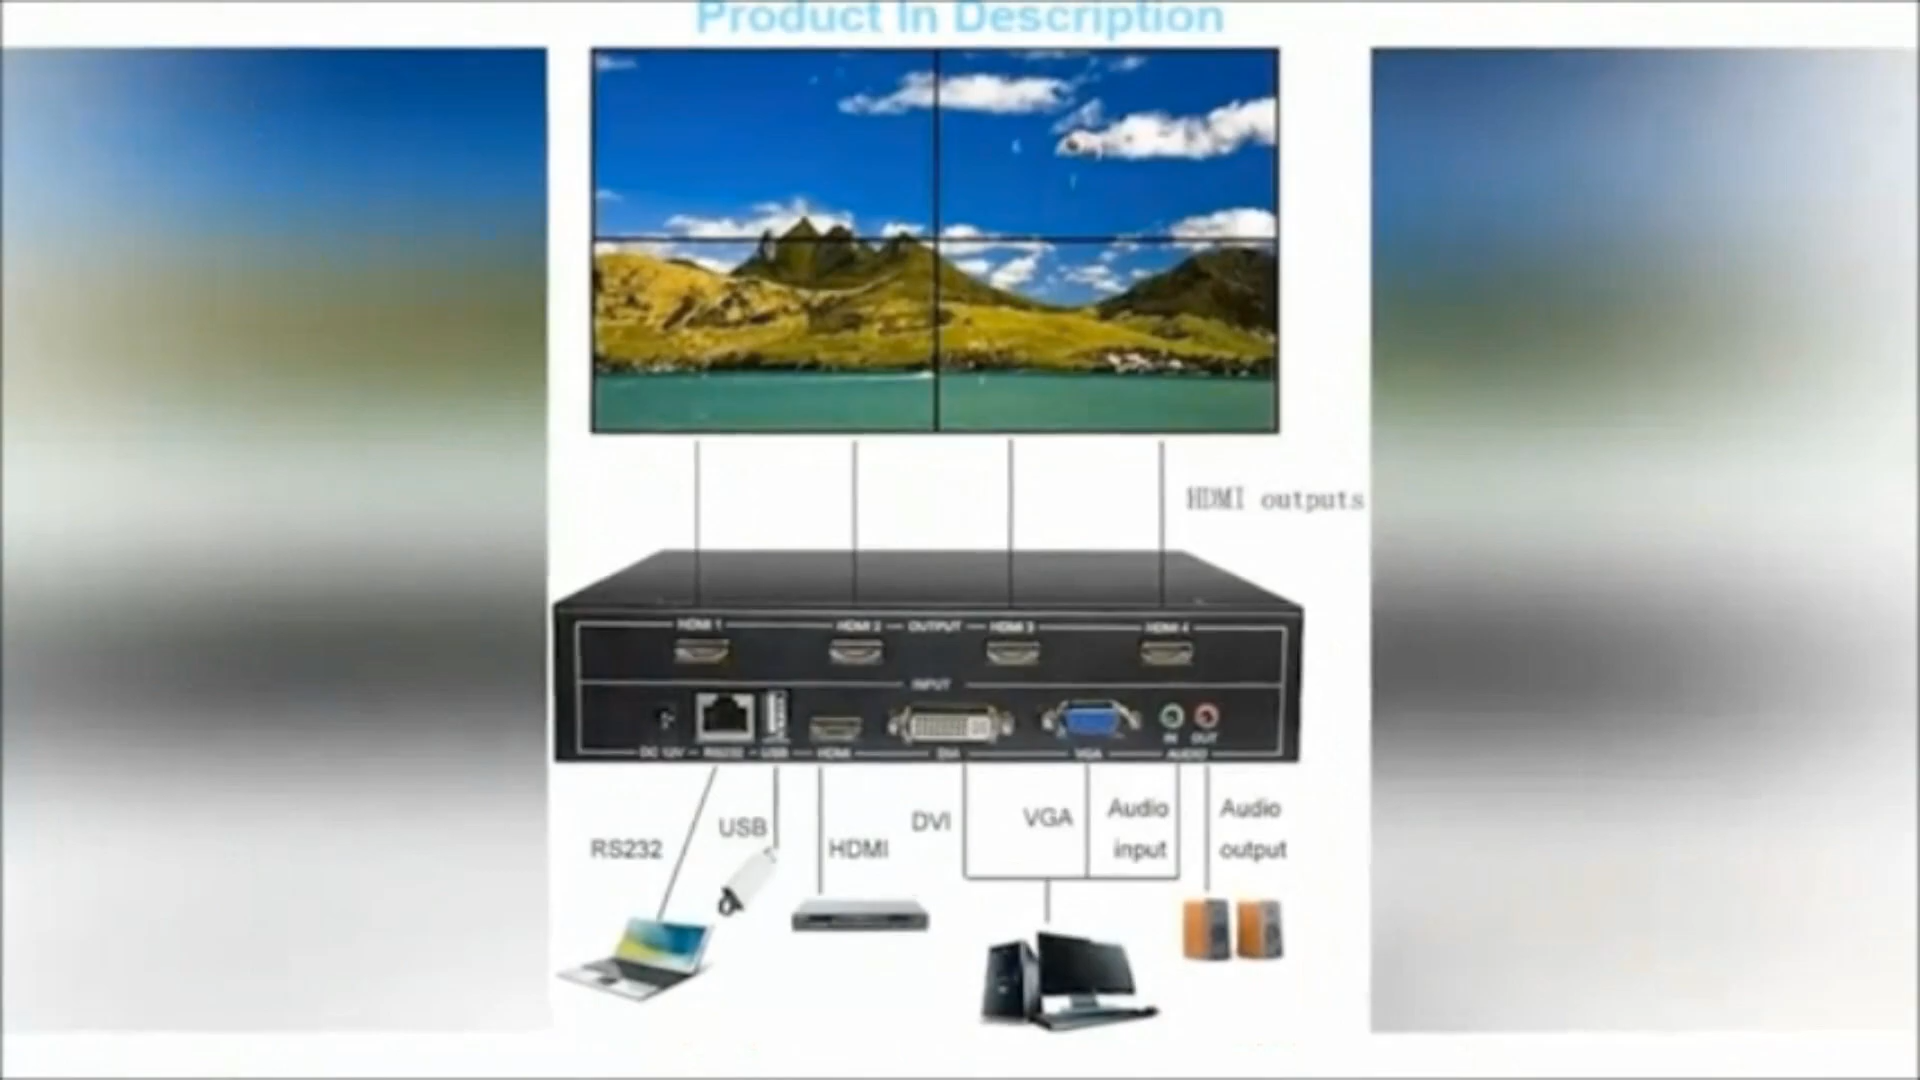 Product In Description
HDMI outputs
HDMI 1
HDMI 2
OUTPUT
HDMI 3
HDMI 4
INPUT
IN
OUT
DC 12V
RS232
USB
HDMI
DVI
VGA
AUDIO
RS232
USB
HDMI
DVI
VGA
Audio
input
Audio
output